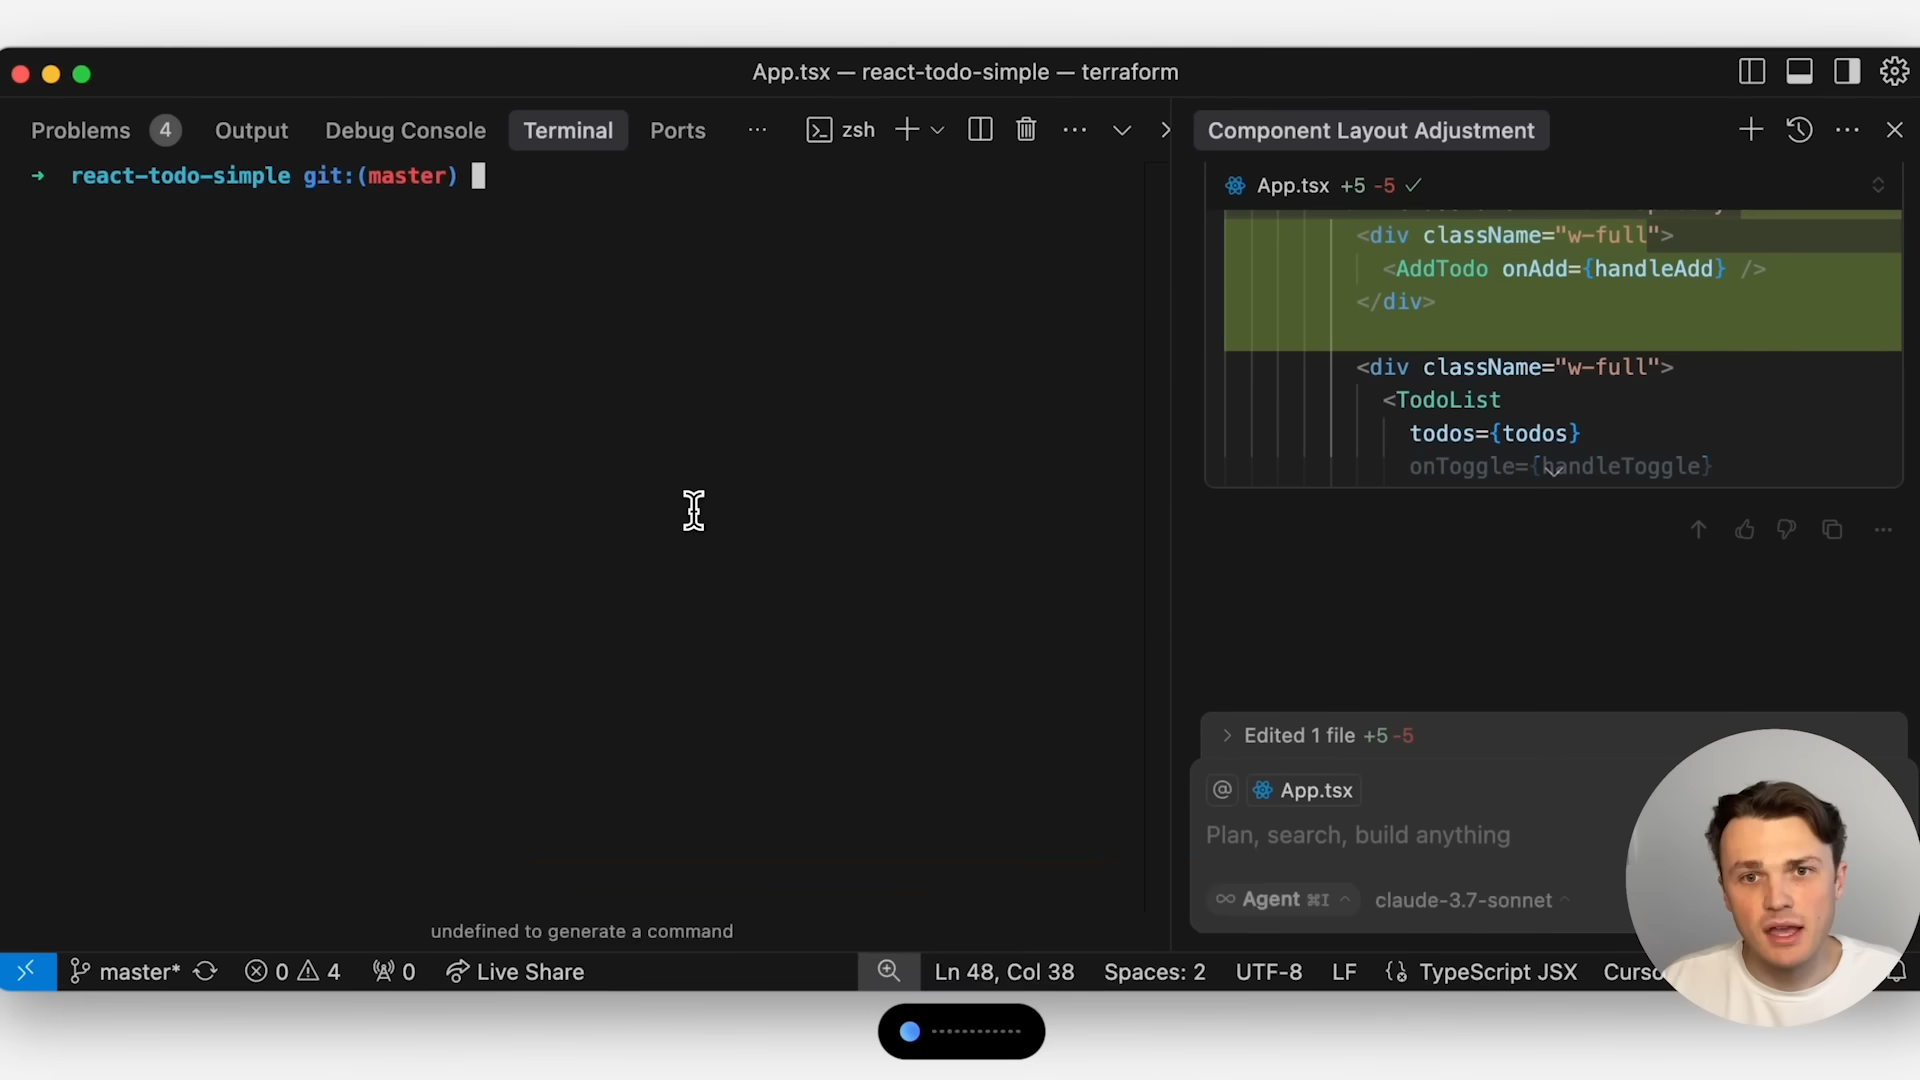 App.tsx — react-todo-simple — terraform
Problems 4 Output Debug Console Terminal Ports ··· zsh
→ react-todo-simple git:(master)
undefined to generate a command
Component Layout Adjustment
App.tsx +5 -5 ✓
<div className="w-full">
<AddTodo onAdd={handleAdd} />
</div>
<div className="w-full">
<TodoList
todos={todos}
onToggle={handleToggle}
> Edited 1 file +5 -5
@ App.tsx
Plan, search, build anything
∞ Agent ⌘I ^ claude-3.7-sonnet ^
master* 0 4 0 Live Share Ln 48, Col 38 Spaces: 2 UTF-8 LF TypeScript JSX